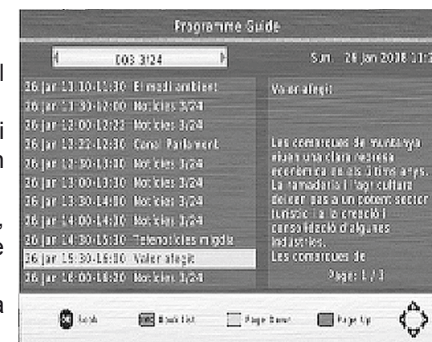 Programme Guide
003 3/24
Sun. 26 Jan 2008 11:2
26 Jan 11:10-11:30 El medi ambient
26 Jan 11:30-12:00 Notícies 3/24
26 Jan 12:00-12:22 Notícies 3/24
26 Jan 12:22-12:30 Canal Parlament
26 Jan 12:30-13:00 Notícies 3/24
26 Jan 13:00-13:30 Notícies 3/24
26 Jan 13:30-14:00 Notícies 3/24
26 Jan 14:00-14:30 Notícies 3/24
26 Jan 14:30-15:30 Telenotícies migdia
26 Jan 15:30-16:00 Valor afegit
26 Jan 16:00-16:20 Notícies 3/24
Valor afegit
Les comarques de muntanya
viuen una clara represa
econòmica en els últims anys.
La ramaderia i l'agricultura
deixen pas a un potent sector
turístic i a la creació i
consolidació d'algunes
indústries.
Les comarques de
Page: 1/3
OK Book
Book List
Page Down
Page Up